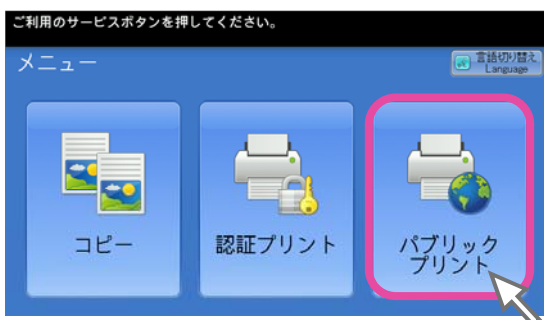 ご利用のサービスボタンを押してください。
メニュー
言語切り替え
Language
コピー
認証プリント
パブリック
プリント